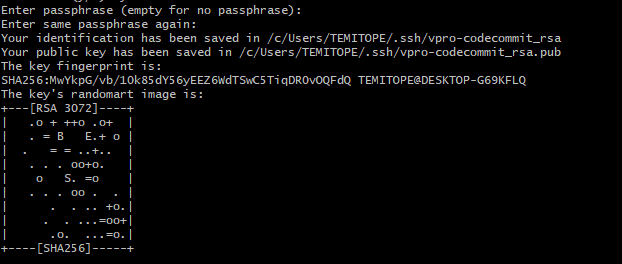 Enter passphrase (empty for no passphrase):
Enter same passphrase again:
Your identification has been saved in /c/Users/TEMITOPE/.ssh/vpro-codecommit_rsa
Your public key has been saved in /c/Users/TEMITOPE/.ssh/vpro-codecommit_rsa.pub
The key fingerprint is:
SHA256:MwYkpG/vb/1Ok85dY56yEEZ6WdTSwC5TiqDROvOQFdQ TEMITOPE@DESKTOP-G69KFLQ
The key's randomart image is:
+---[RSA 3072]----+
|   .o + ++o .o+  |
|   . = B   E.+ o |
|  .   = = ..+..  |
|   . . . oo+o.   |
|    o   S. =o    |
|   . . . oo .  . |
|      .  . .. +o.|
|     .  . ...=oo+|
|      .o.  ...=o.|
+----[SHA256]-----+